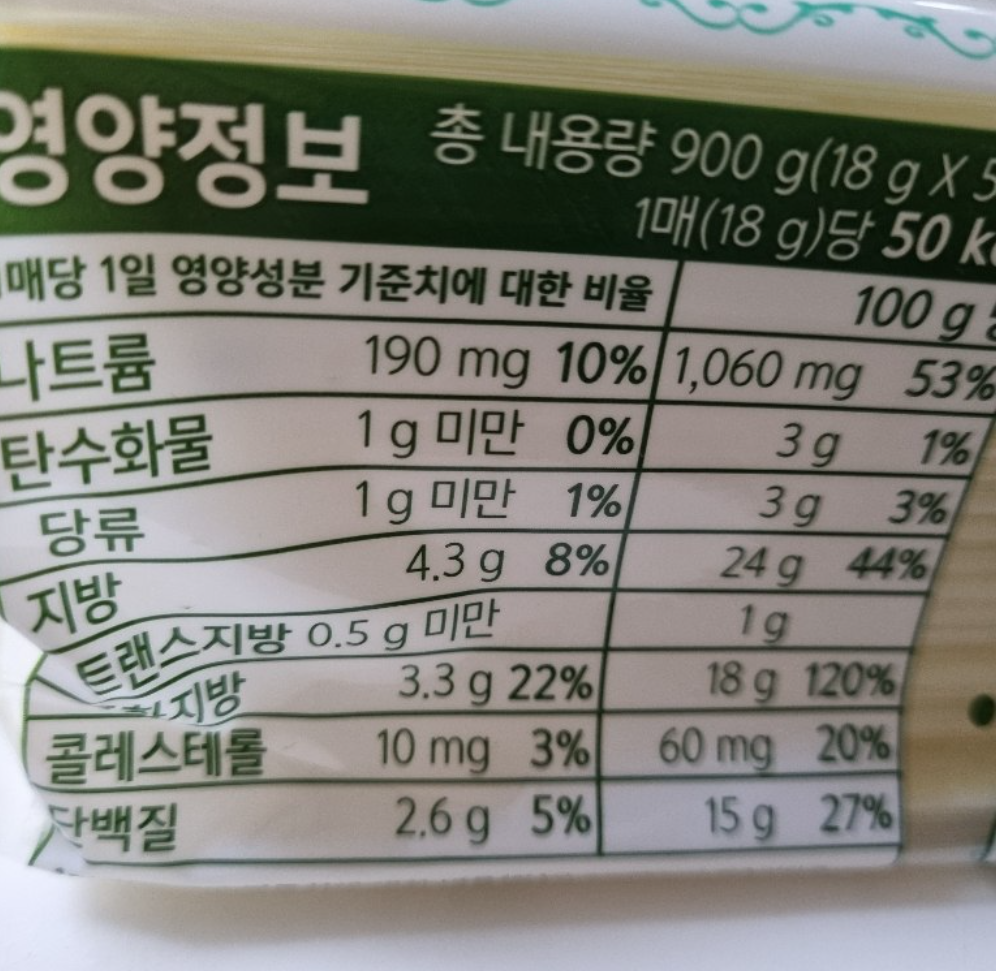 영양정보
총 내용량 900 g(18 g X 5
1매(18 g)당 50 k
매당 1일 영양성분 기준치에 대한 비율 100 g
나트륨 190 mg 10% 1,060 mg 53%
탄수화물 1 g 미만 0% 3 g 1%
당류 1 g 미만 1% 3 g 3%
지방 4.3 g 8% 24 g 44%
트랜스지방 0.5 g 미만 1 g
지방 3.3 g 22% 18 g 120%
콜레스테롤 10 mg 3% 60 mg 20%
단백질 2.6 g 5% 15 g 27%